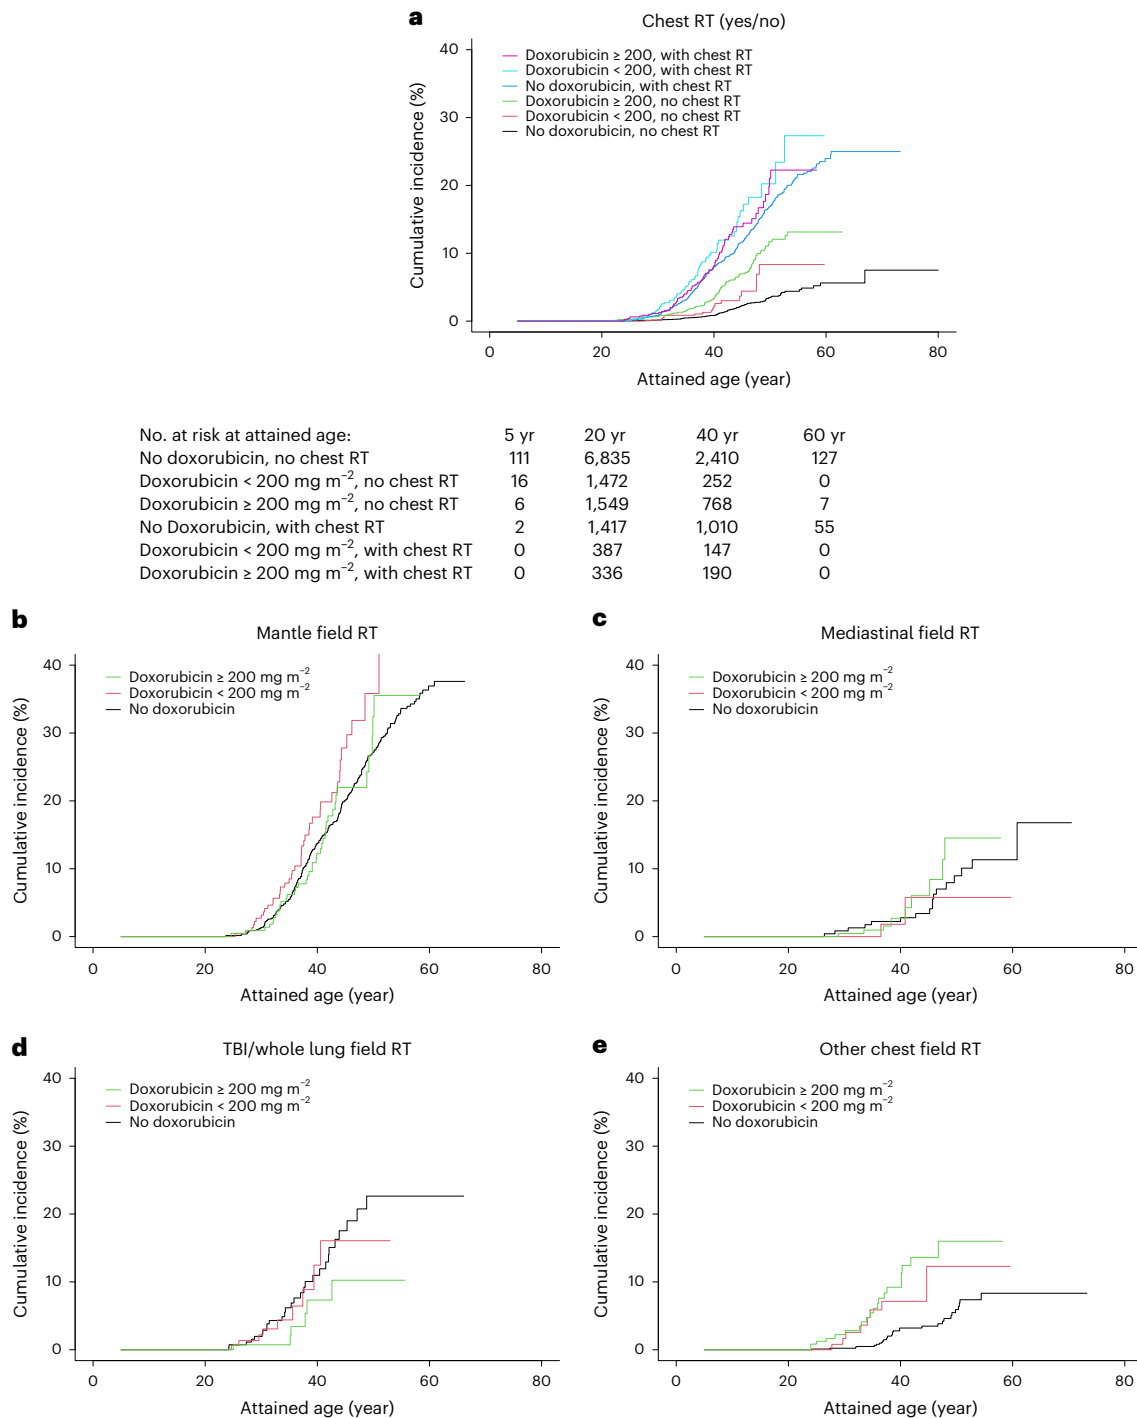 a
Chest RT (yes/no)
Doxorubicin ≥ 200, with chest RT
Doxorubicin < 200, with chest RT
No doxorubicin, with chest RT
Doxorubicin ≥ 200, no chest RT
Doxorubicin < 200, no chest RT
No doxorubicin, no chest RT
Cumulative incidence (%)
40
30
20
10
0
0 20 40 60 80
Attained age (year)
No. at risk at attained age: 5 yr 20 yr 40 yr 60 yr
No doxorubicin, no chest RT 111 6,835 2,410 127
Doxorubicin < 200 mg m⁻², no chest RT 16 1,472 252 0
Doxorubicin ≥ 200 mg m⁻², no chest RT 6 1,549 768 7
No Doxorubicin, with chest RT 2 1,417 1,010 55
Doxorubicin < 200 mg m⁻², with chest RT 0 387 147 0
Doxorubicin ≥ 200 mg m⁻², with chest RT 0 336 190 0
b
Mantle field RT
Doxorubicin ≥ 200 mg m⁻²
Doxorubicin < 200 mg m⁻²
No doxorubicin
Cumulative incidence (%)
40
30
20
10
0
0 20 40 60 80
Attained age (year)
c
Mediastinal field RT
Doxorubicin ≥ 200 mg m⁻²
Doxorubicin < 200 mg m⁻²
No doxorubicin
Cumulative incidence (%)
40
30
20
10
0
0 20 40 60 80
Attained age (year)
d
TBI/whole lung field RT
Doxorubicin ≥ 200 mg m⁻²
Doxorubicin < 200 mg m⁻²
No doxorubicin
Cumulative incidence (%)
40
30
20
10
0
0 20 40 60 80
Attained age (year)
e
Other chest field RT
Doxorubicin ≥ 200 mg m⁻²
Doxorubicin < 200 mg m⁻²
No doxorubicin
Cumulative incidence (%)
40
30
20
10
0
0 20 40 60 80
Attained age (year)